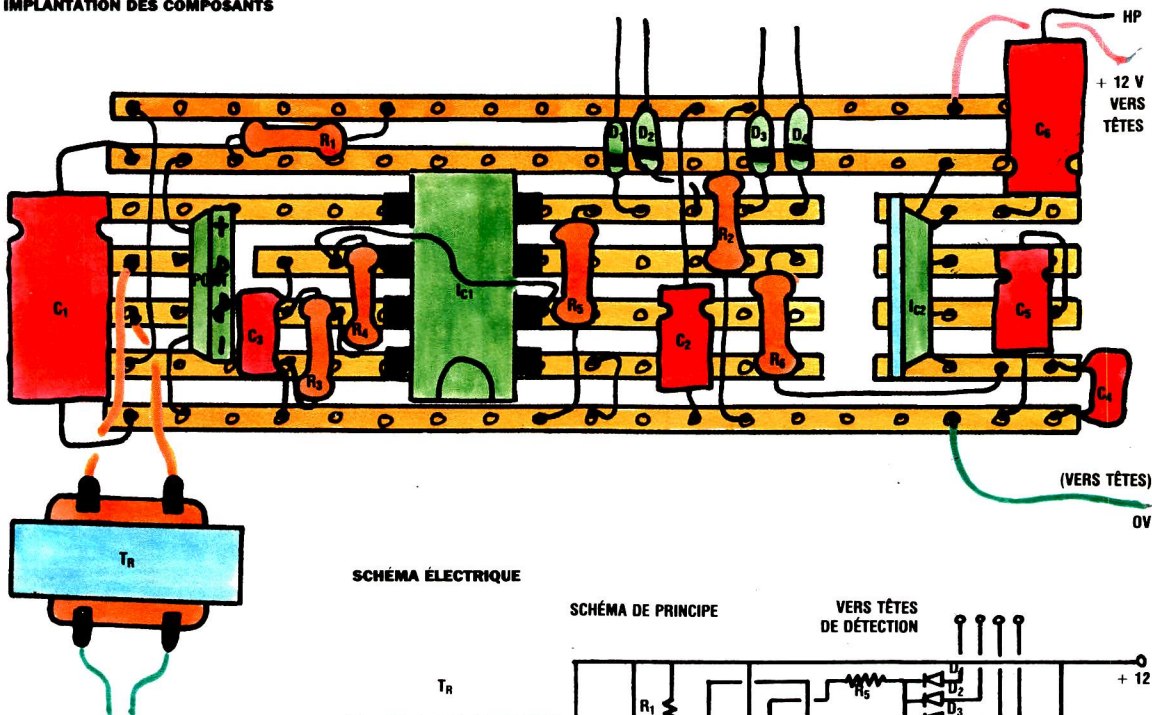 IMPLANTATION DES COMPOSANTS
HP
+ 12 V
VERS
TÊTES
C6
R1
D2
D3
D4
R2
C1
+
-
C3
R4
R3
IC1
R5
C2
R6
IC2
C5
C4
(VERS TÊTES)
OV
TR
SCHÉMA ÉLECTRIQUE
SCHÉMA DE PRINCIPE
VERS TÊTES
DE DÉTECTION
TR
+ 12
R1
R5
D2
D3